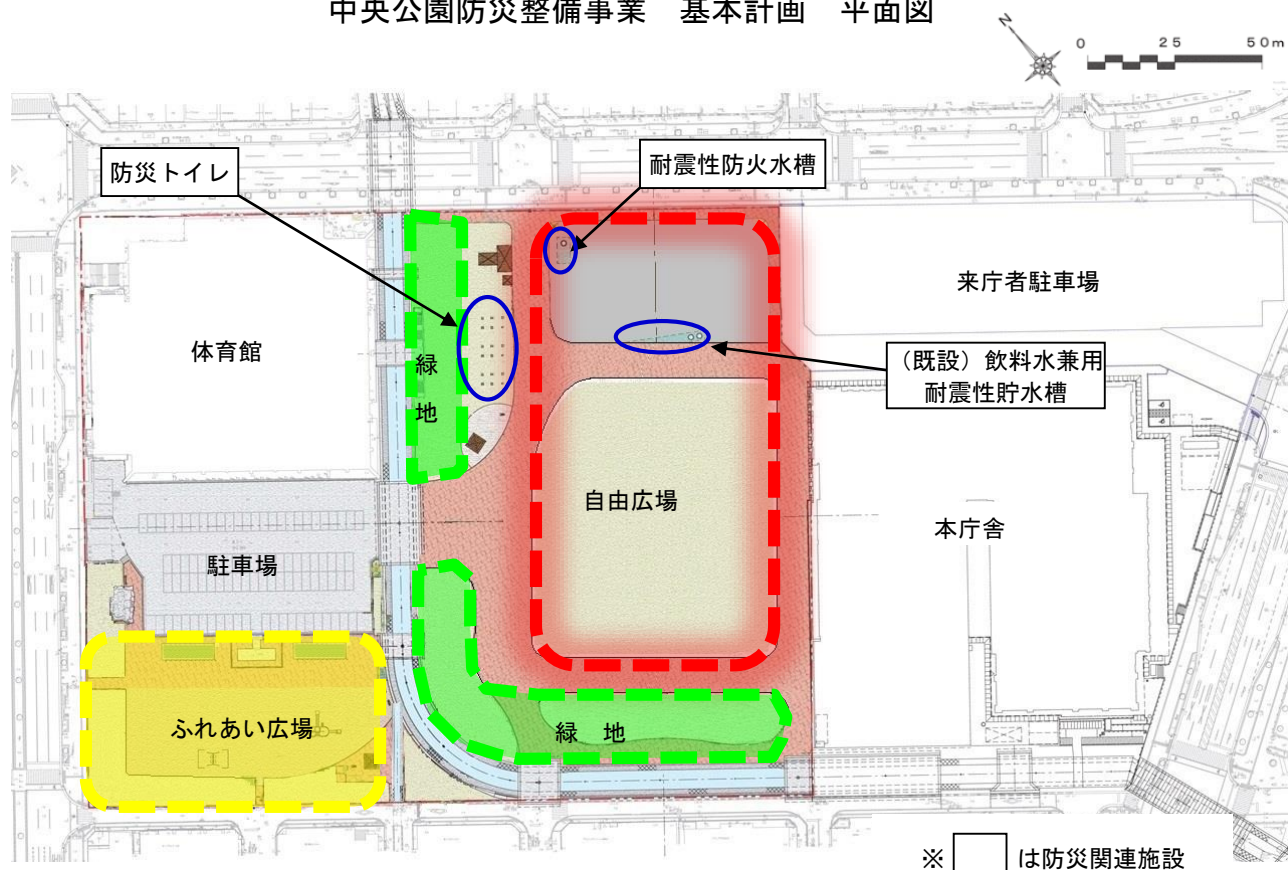 中央公園防災整備事業　基本計画　平面図
N
0 25 50m
防災トイレ
耐震性防火水槽
来庁者駐車場
体育館
緑
地
（既設）飲料水兼用
耐震性貯水槽
自由広場
本庁舎
駐車場
ふれあい広場
緑　地
※ は防災関連施設